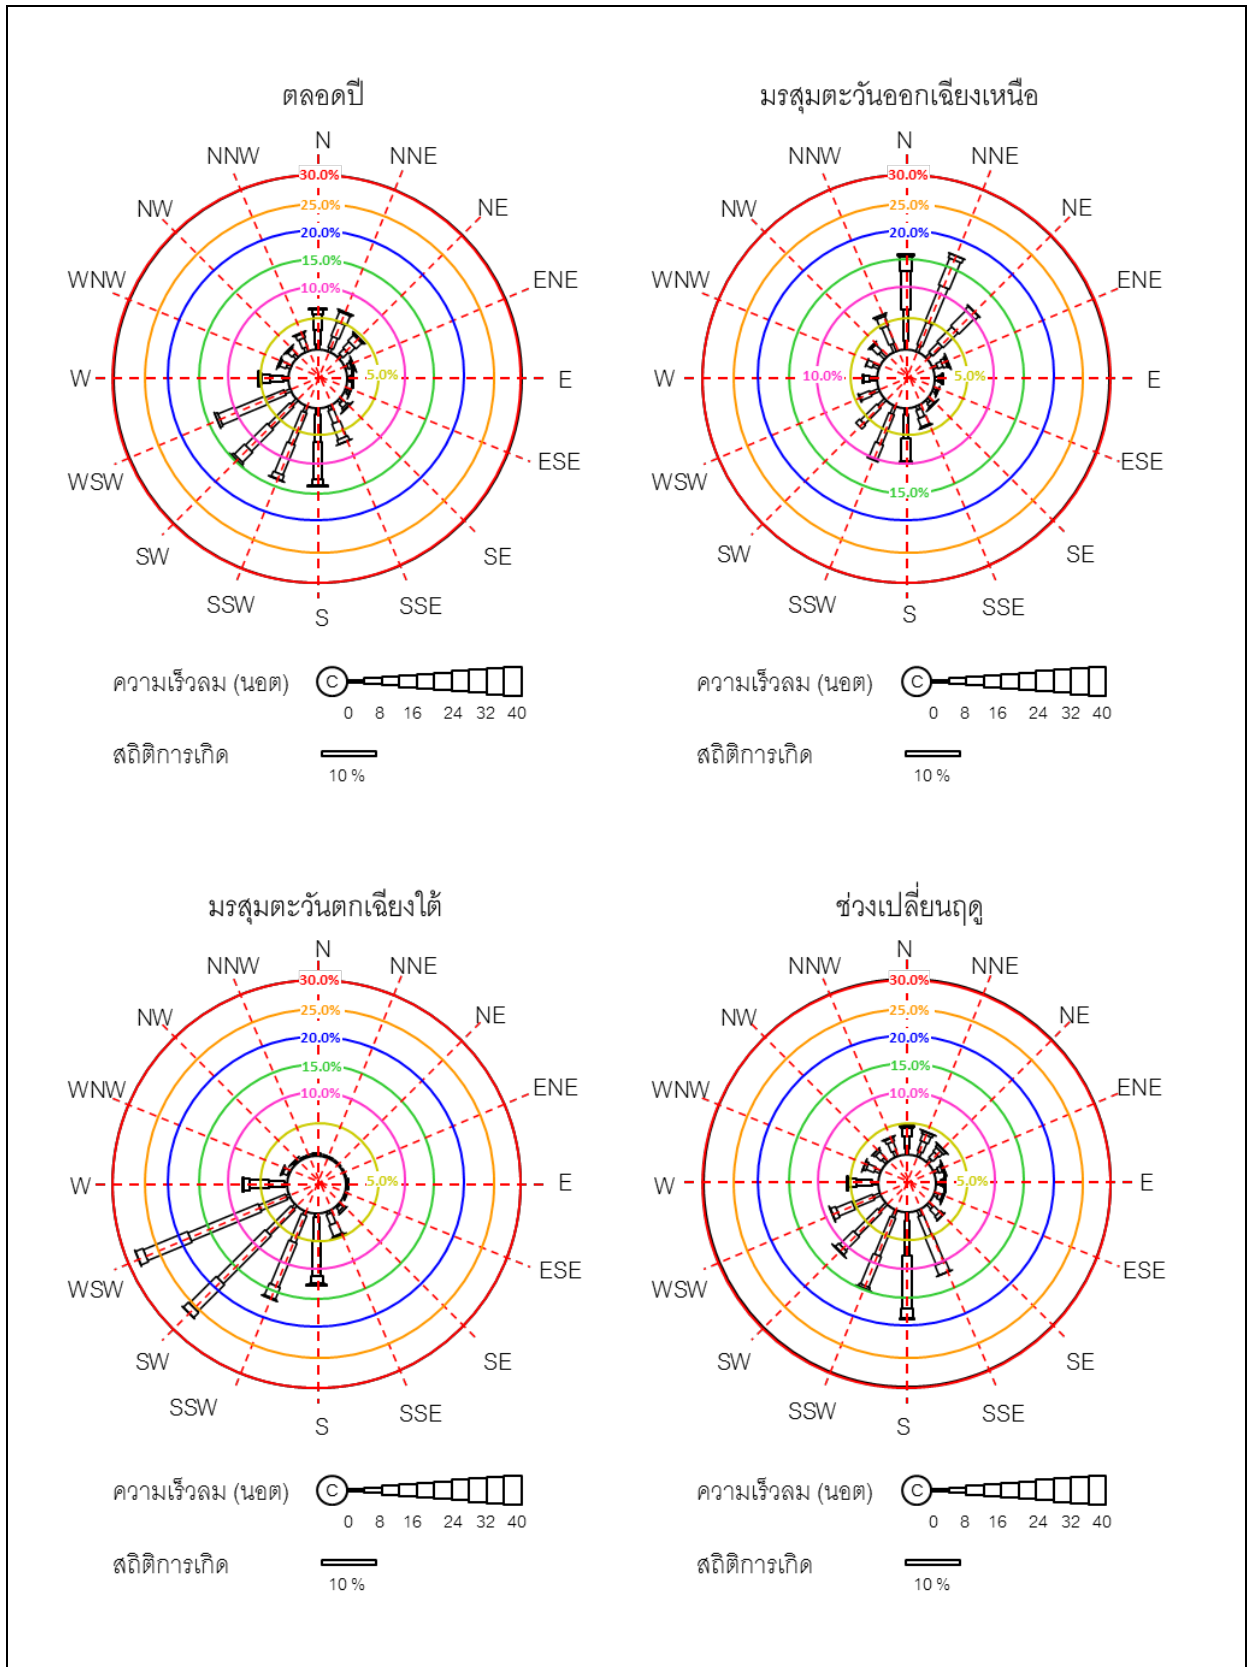 ตลอดปี
N
NNW NNE
NW NE
WNW ENE
W E
WSW ESE
SW SE
SSW SSE
S
30.0%
25.0%
20.0%
15.0%
10.0%
5.0%
ความเร็วลม (นอต) C
0 8 16 24 32 40
สถิติการเกิด
10 %
มรสุมตะวันออกเฉียงเหนือ
N
NNW NNE
NW NE
WNW ENE
W E
WSW ESE
SW SE
SSW SSE
S
30.0%
25.0%
20.0%
10.0% 5.0%
15.0%
ความเร็วลม (นอต) C
0 8 16 24 32 40
สถิติการเกิด
10 %
มรสุมตะวันตกเฉียงใต้
N
NNW NNE
NW NE
WNW ENE
W E
WSW ESE
SW SE
SSW SSE
S
30.0%
25.0%
20.0%
15.0%
10.0%
5.0%
ความเร็วลม (นอต) C
0 8 16 24 32 40
สถิติการเกิด
10 %
ช่วงเปลี่ยนฤดู
N
NNW NNE
NW NE
WNW ENE
W E
WSW ESE
SW SE
SSW SSE
S
30.0%
25.0%
20.0%
15.0%
10.0%
5.0%
ความเร็วลม (นอต) C
0 8 16 24 32 40
สถิติการเกิด
10 %